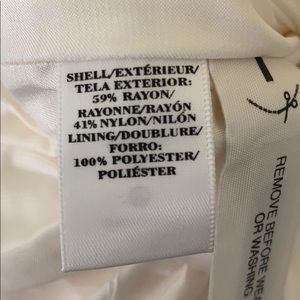 SHELL/EXTÉRIEUR/
TELA EXTERIOR:
59% RAYON/
RAYONNE/RAYÓN
41% NYLON/NILÓN
LINING/DOUBLURE/
FORRO:
100% POLYESTER/
POLIÉSTER
REMOVE BEFORE WEA
OR WASHING